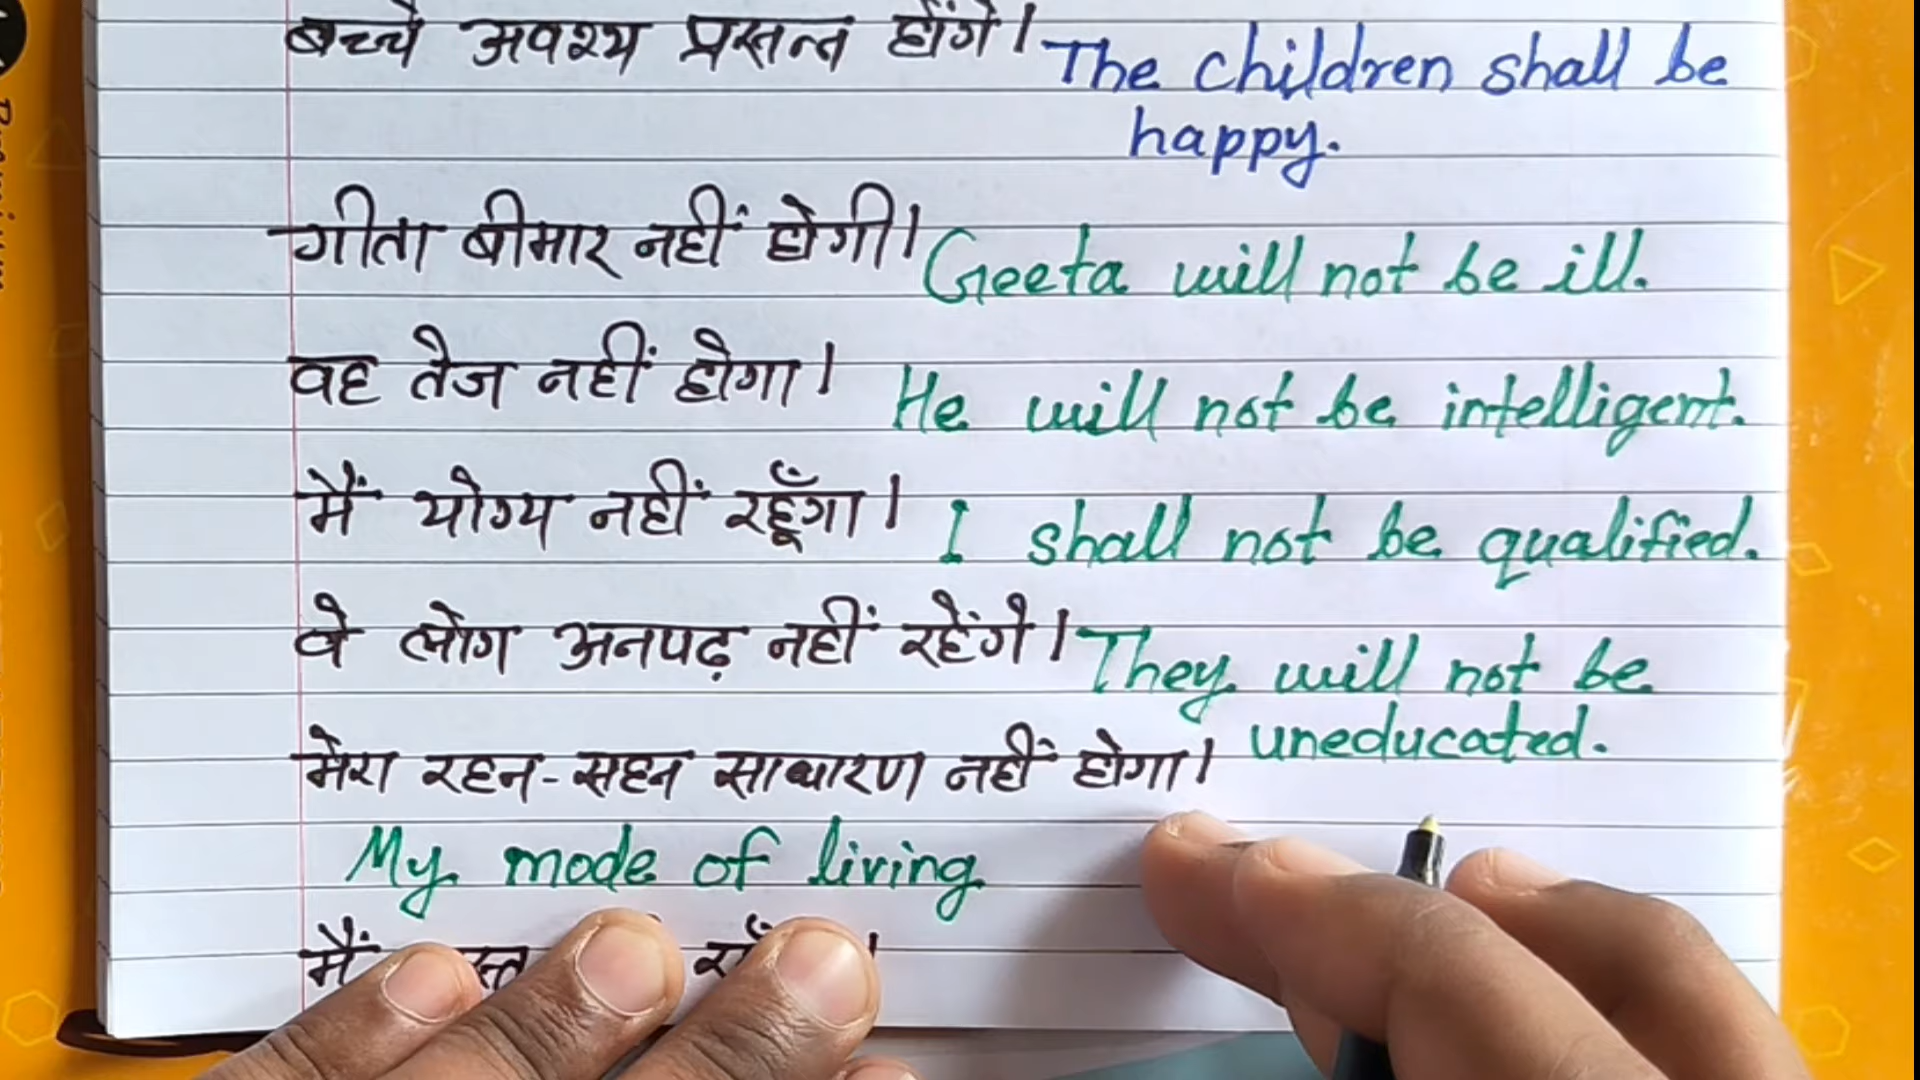 बच्चे अवश्य प्रसन्न होंगे। The children shall be
happy.
गीता बीमार नहीं होगी। Geeta will not be ill.
वह तेज नहीं होगा। He will not be intelligent.
मैं योग्य नहीं रहूँगा। I shall not be qualified.
वे लोग अनपढ़ नहीं रहेंगे। They will not be
uneducated.
मेरा रहन-सहन साधारण नहीं होगा।
My mode of living
मैं